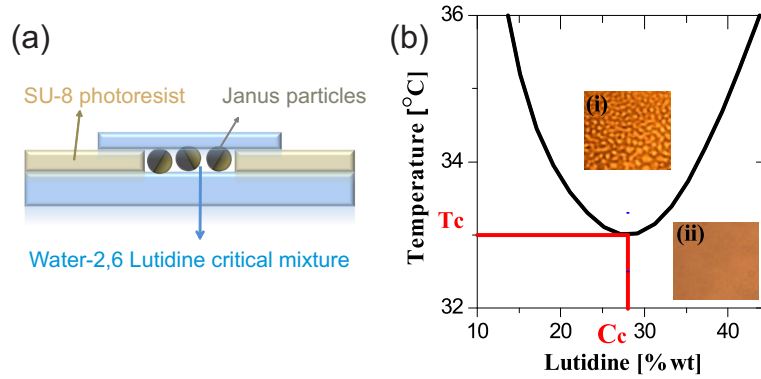 (a)
SU-8 photoresist
Janus particles
Water-2,6 Lutidine critical mixture
(b)
Temperature [°C]
36
34
32
Tc
(i)
(ii)
10
20
30
40
Cc
Lutidine [% wt]